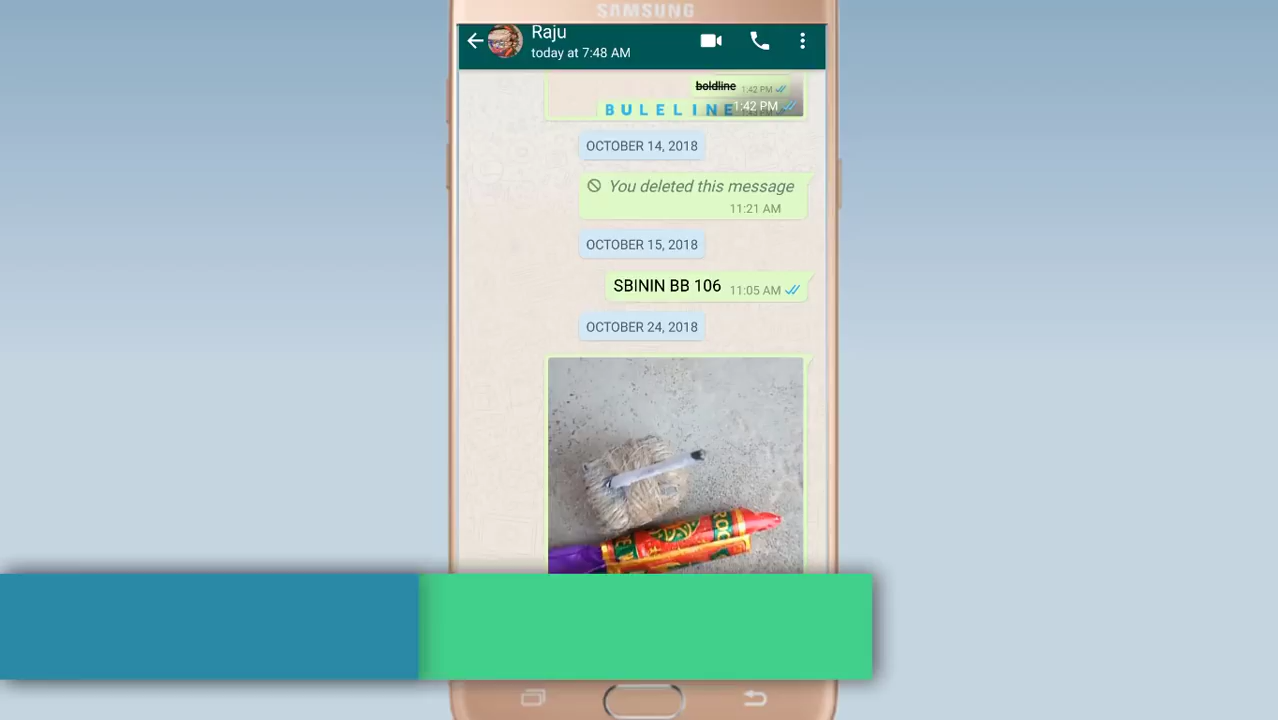 SAMSUNG
Raju
today at 7:48 AM
boldline 1:42 PM
BULELINE 1:42 PM
OCTOBER 14, 2018
You deleted this message
11:21 AM
OCTOBER 15, 2018
SBININ BB 106 11:05 AM
OCTOBER 24, 2018